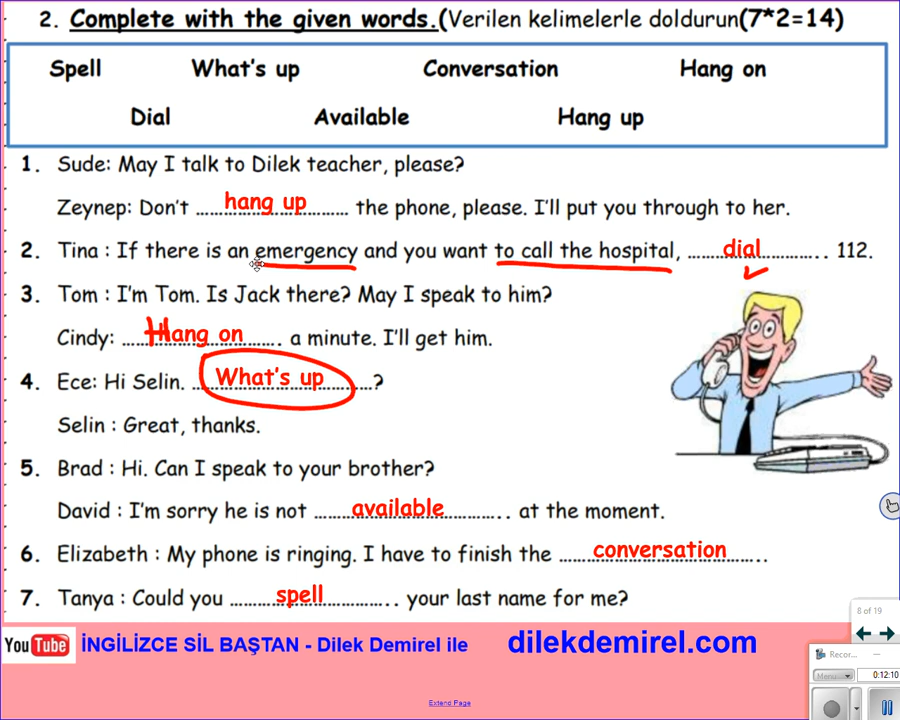 2. Complete with the given words.(Verilen kelimelerle doldurun(7*2=14)
Spell What's up Conversation Hang on
Dial Available Hang up
1. Sude: May I talk to Dilek teacher, please?
Zeynep: Don't ......hang up...... the phone, please. I'll put you through to her.
2. Tina : If there is an emergency and you want to call the hospital, ......dial...... 112.
3. Tom : I'm Tom. Is Jack there? May I speak to him?
Cindy: ......Hang on...... a minute. I'll get him.
4. Ece: Hi Selin. ......What's up......?
Selin : Great, thanks.
5. Brad : Hi. Can I speak to your brother?
David : I'm sorry he is not ......available...... at the moment.
6. Elizabeth : My phone is ringing. I have to finish the ......conversation......
7. Tanya : Could you ......spell...... your last name for me?
8 of 19
YouTube İNGİLİZCE SİL BAŞTAN - Dilek Demirel ile dilekdemirel.com
Recor...
Menu 0:12:10
Extend Page